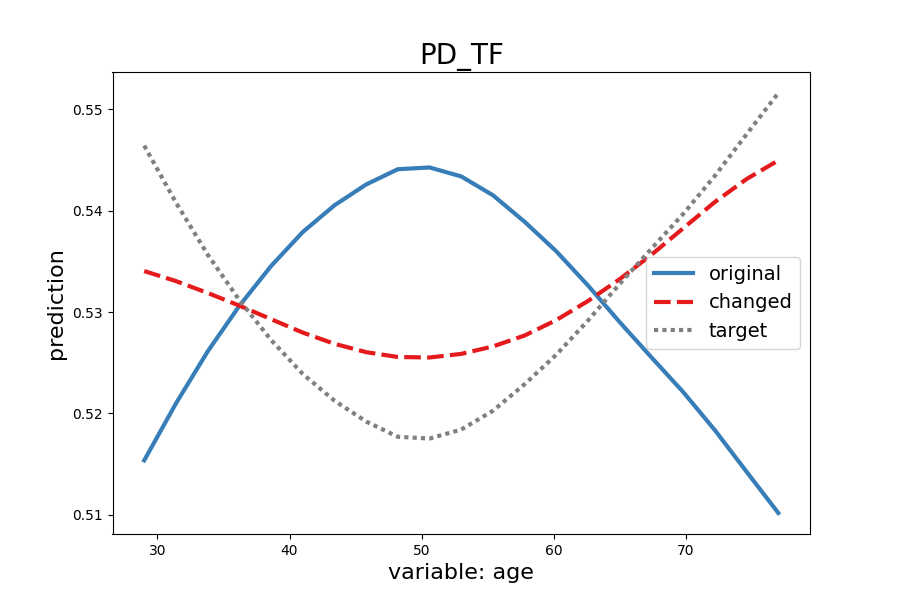 PD_TF
prediction
0.55
0.54
0.53
0.52
0.51
original
changed
target
30 40 50 60 70
variable: age